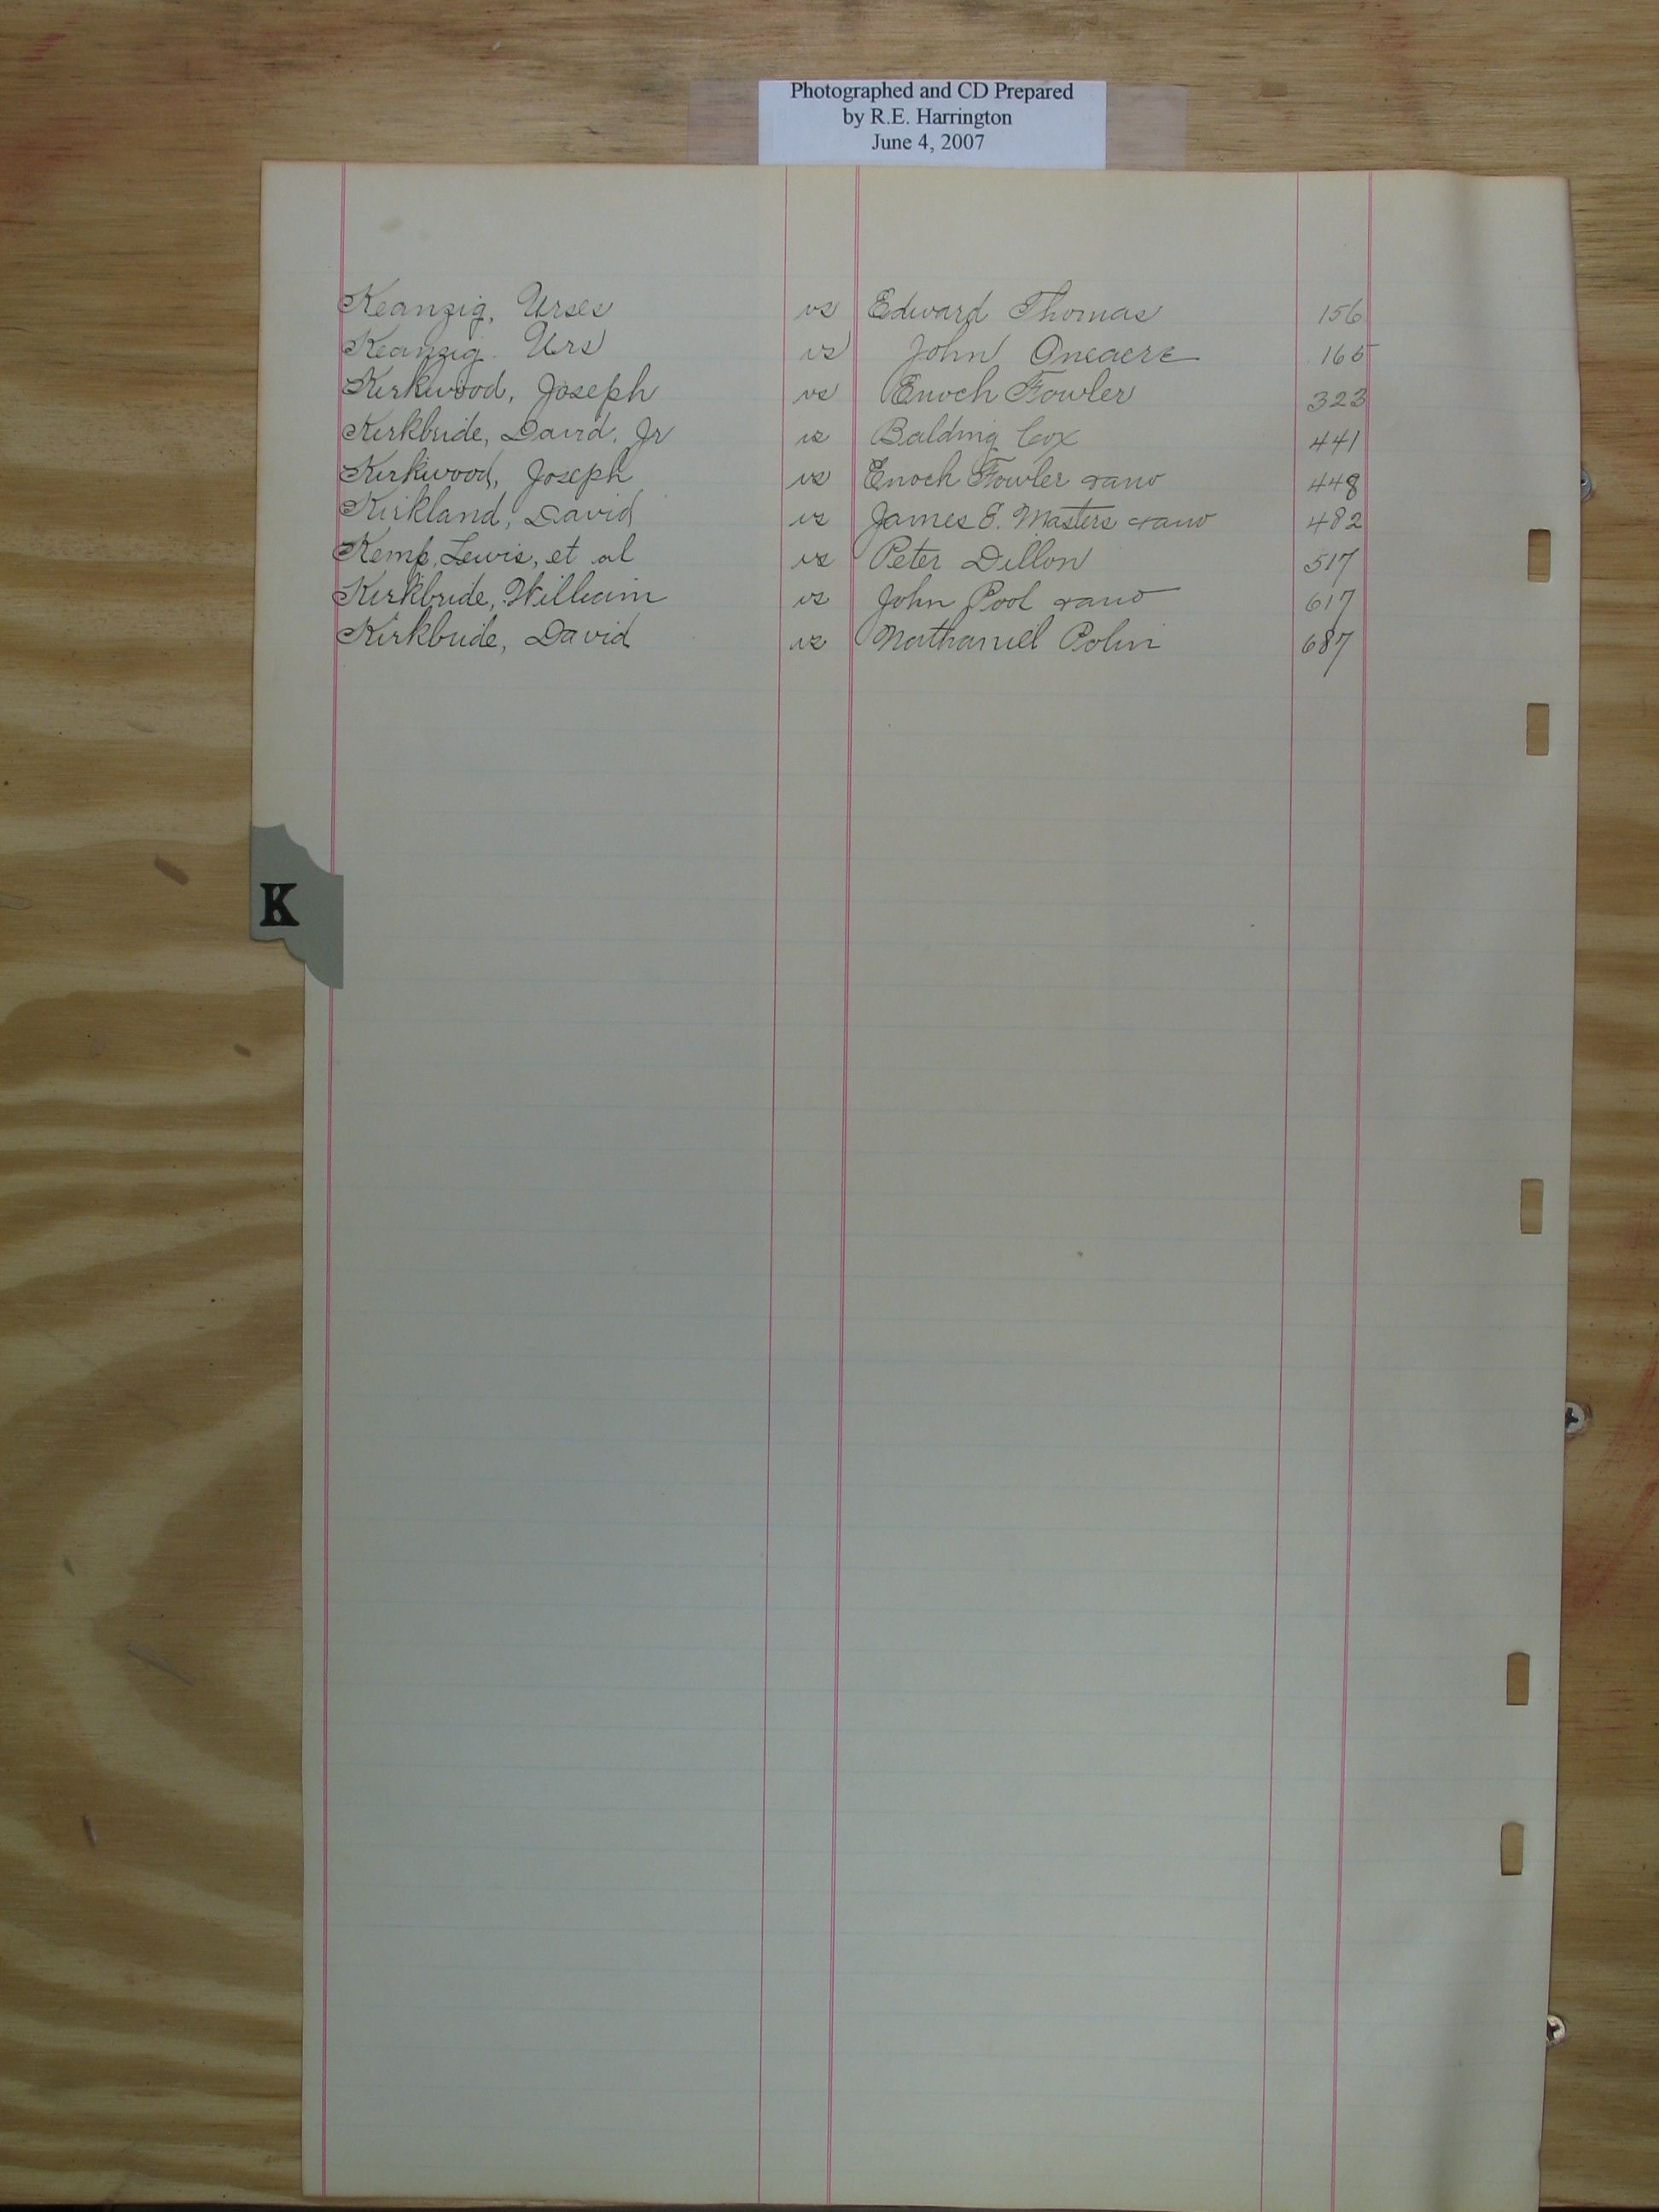 Photographed and CD Prepared
by R.E. Harrington
June 4, 2007
Keanzig, Urses vs Edward Thomas 156
Keanzig. Urs vs John Oneacre 165
Kirkwood, Joseph vs Enoch Fowler 323
Kirkbride, David, Jr vs Balding Cox 441
Kirkwood, Joseph vs Enoch Fowler & ano 448
Kirkland, David vs James E. Masters & ano 482
Kemp, Lewis, et al vs Peter Dillon 517
Kirkbride, William vs John Pool & ano 617
Kirkbride, David vs Nathaniel Polin 687
K